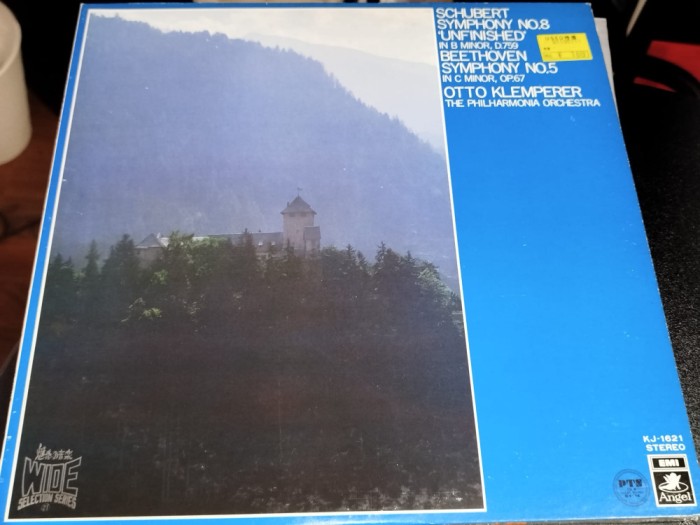 SCHUBERT
SYMPHONY NO.8
'UNFINISHED'
IN B MINOR, D.759
BEETHOVEN
SYMPHONY NO.5
IN C MINOR, OP.67
OTTO KLEMPERER
THE PHILHARMONIA ORCHESTRA
WIDE
SELECTION SERIES
KJ-1621
STEREO
EMI
Angel
PTS